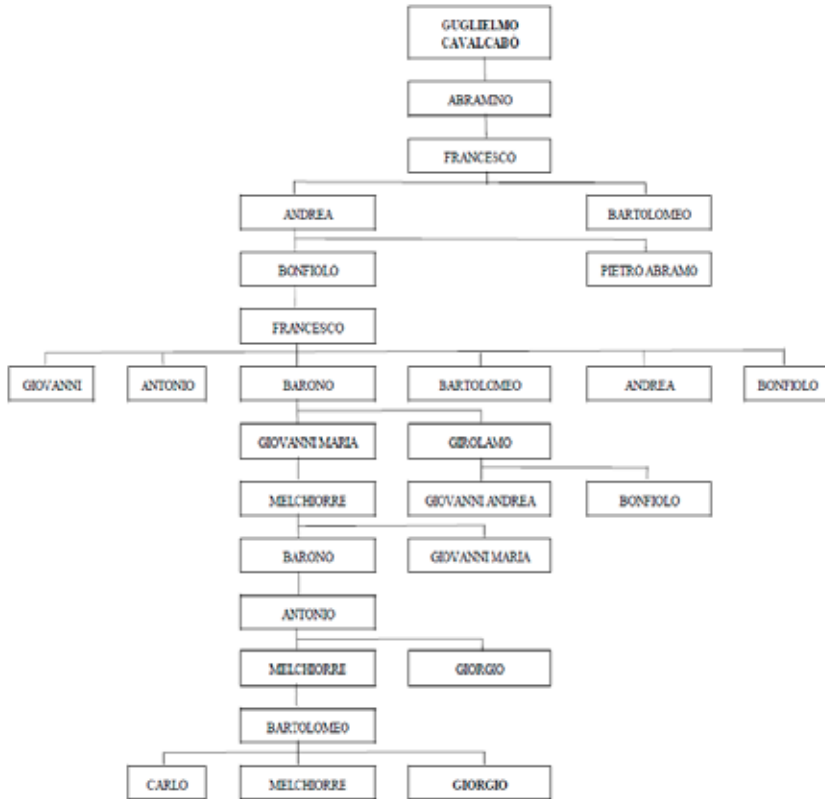 GUGLIELMO
CAVALCABO
ABRAMINO
FRANCESCO
ANDREA
BARTOLOMEO
BONFIOLO
PIETRO ABRAMO
FRANCESCO
GIOVANNI
ANTONIO
BARONO
BARTOLOMEO
ANDREA
BONFIOLO
GIOVANNI MARIA
GIROLAMO
MELCHIORRE
GIOVANNI ANDREA
BONFIOLO
BARONO
GIOVANNI MARIA
ANTONIO
MELCHIORRE
GIORGIO
BARTOLOMEO
CARLO
MELCHIORRE
GIORGIO